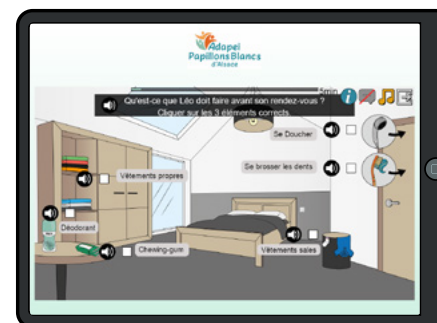 Adapei
Papillons Blancs
d'Alsace
5min
Qu'est-ce que Léo doit faire avant son rendez-vous ?
Cliquer sur les 3 éléments corrects.
Se Doucher
Se brosser les dents
Vêtements propres
Déodorant
Chewing-gum
Vêtements sales